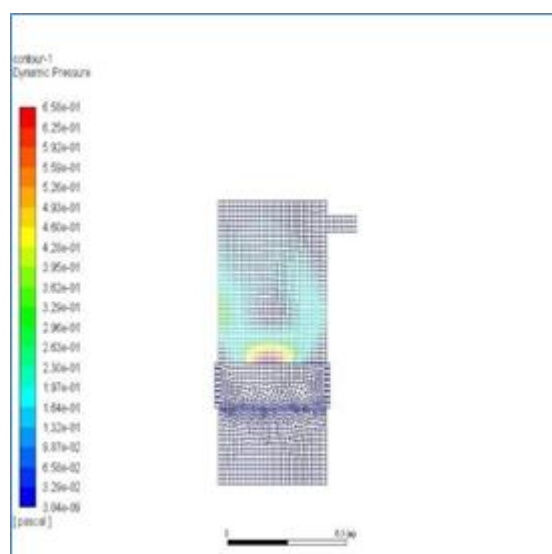 contour-1
Dynamic Pressure
6.58e-01
6.25e-01
5.92e-01
5.59e-01
5.26e-01
4.93e-01
4.60e-01
4.28e-01
3.95e-01
3.62e-01
3.29e-01
2.96e-01
2.63e-01
2.30e-01
1.97e-01
1.64e-01
1.32e-01
9.87e-02
6.58e-02
3.29e-02
[ pascal ]
0